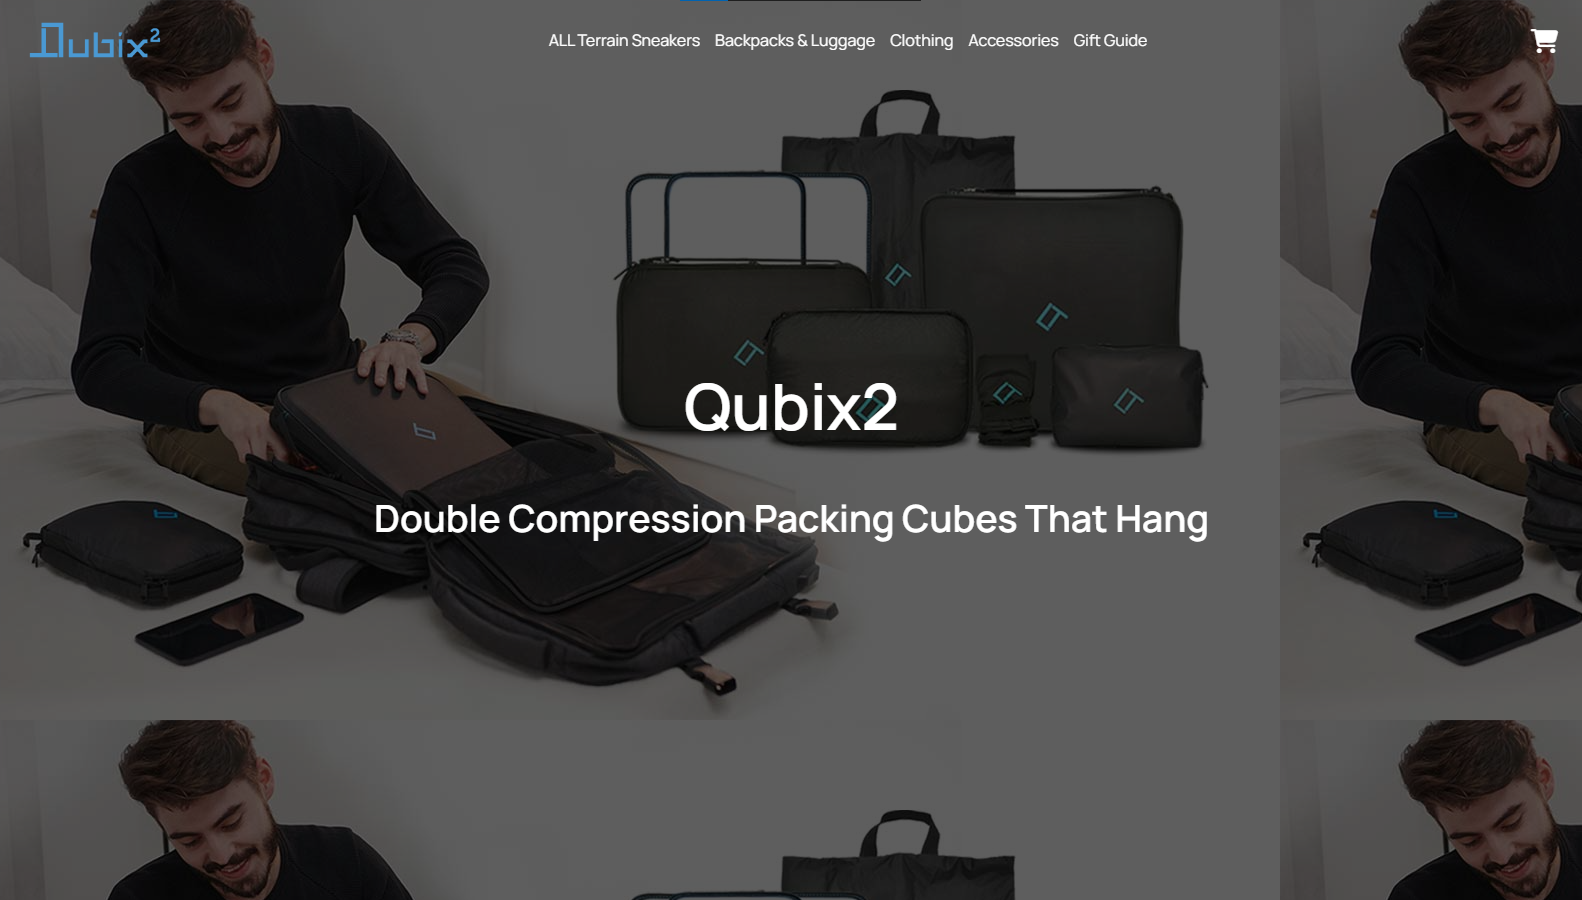 Qubix²
ALL Terrain Sneakers Backpacks & Luggage Clothing Accessories Gift Guide
Qubix2
Double Compression Packing Cubes That Hang